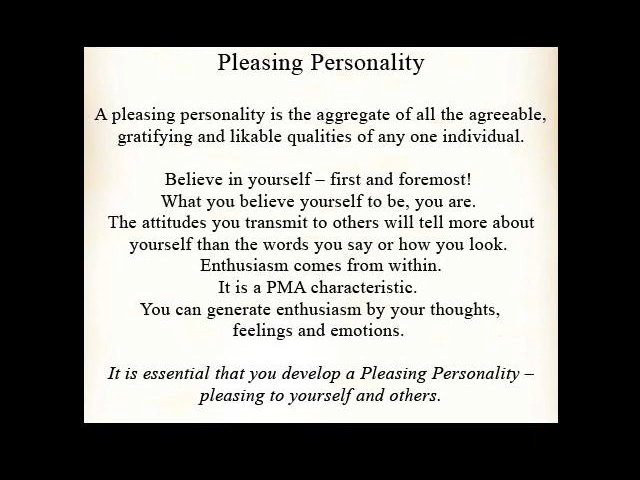 Pleasing Personality
A pleasing personality is the aggregate of all the agreeable,
gratifying and likable qualities of any one individual.
Believe in yourself – first and foremost!
What you believe yourself to be, you are.
The attitudes you transmit to others will tell more about
yourself than the words you say or how you look.
Enthusiasm comes from within.
It is a PMA characteristic.
You can generate enthusiasm by your thoughts,
feelings and emotions.
It is essential that you develop a Pleasing Personality –
pleasing to yourself and others.